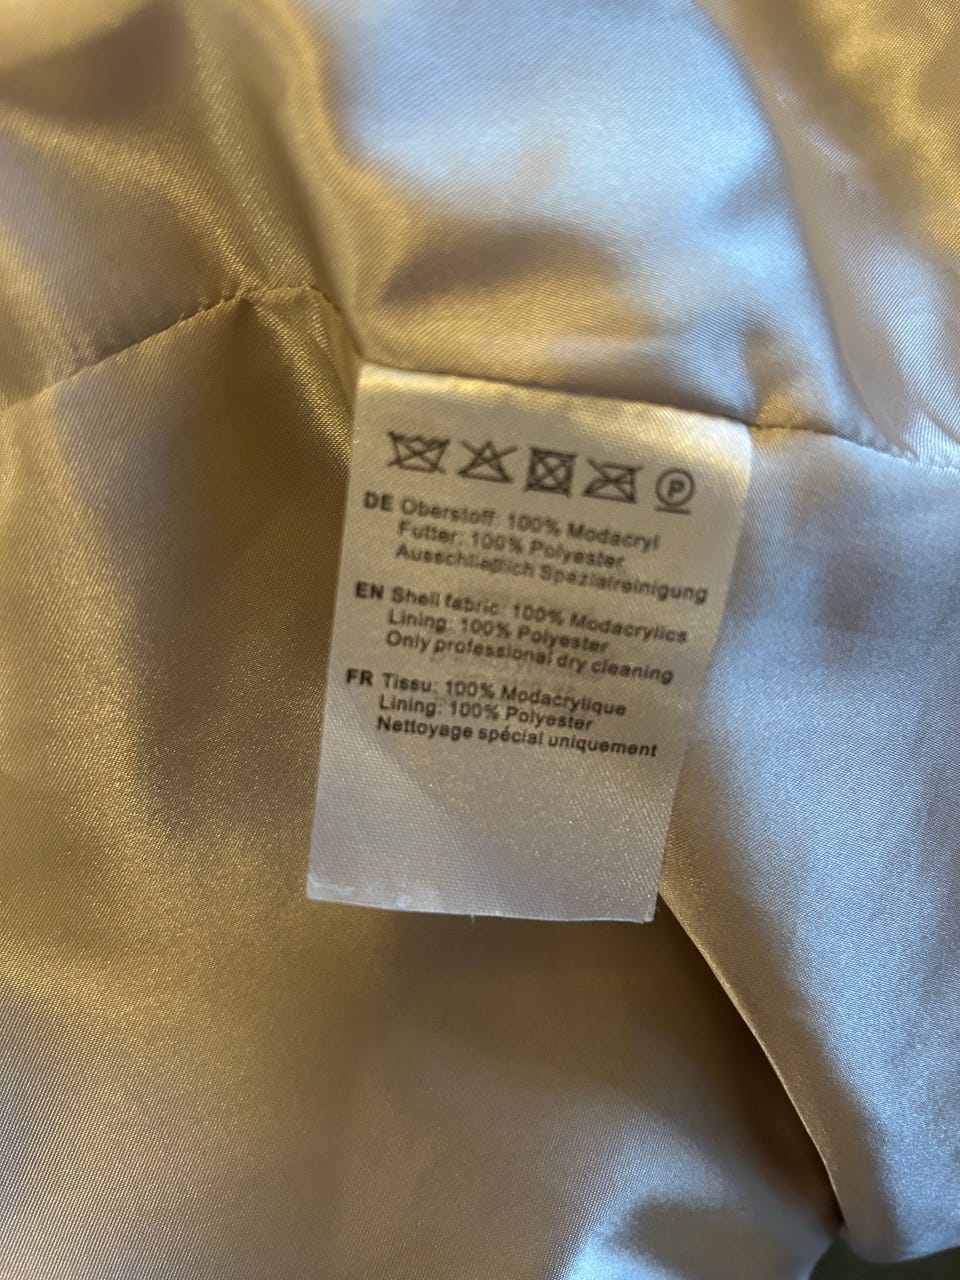 P
DE Oberstoff: 100% Modacryl
Futter: 100% Polyester
Ausschließlich Spezialreinigung
EN Shell fabric: 100% Modacrylics
Lining: 100% Polyester
Only professional dry cleaning
FR Tissu: 100% Modacrylique
Lining: 100% Polyester
Nettoyage spécial uniquement